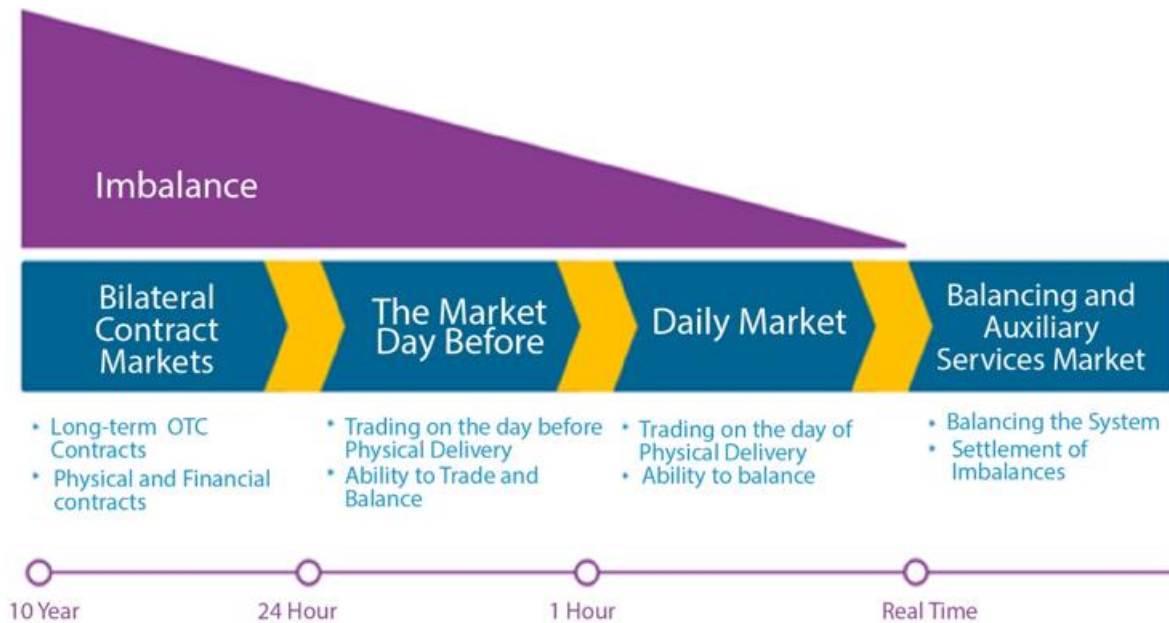 Imbalance
Bilateral
Contract
Markets
The Market
Day Before
Daily Market
Balancing and
Auxiliary
Services Market
• Long-term OTC
Contracts
• Physical and Financial
contracts
• Trading on the day before
Physical Delivery
• Ability to Trade and
Balance
• Trading on the day of
Physical Delivery
• Ability to balance
• Balancing the System
• Settlement of
Imbalances
10 Year
24 Hour
1 Hour
Real Time